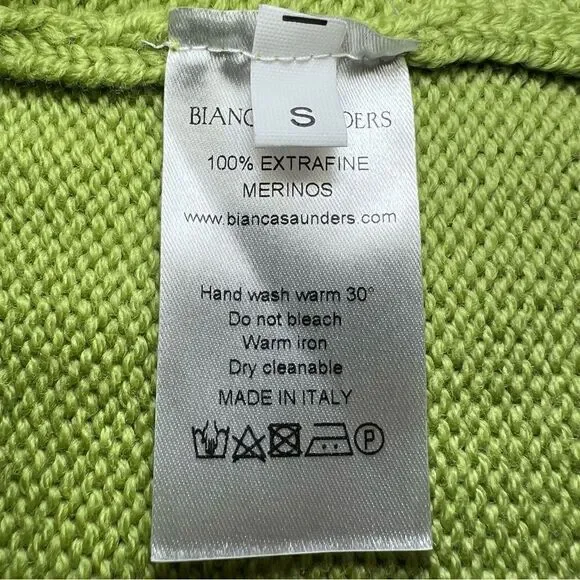 S
BIANC DERS
100% EXTRAFINE
MERINOS
www.biancasaunders.com
Hand wash warm 30°
Do not bleach
Warm iron
Dry cleanable
MADE IN ITALY
P